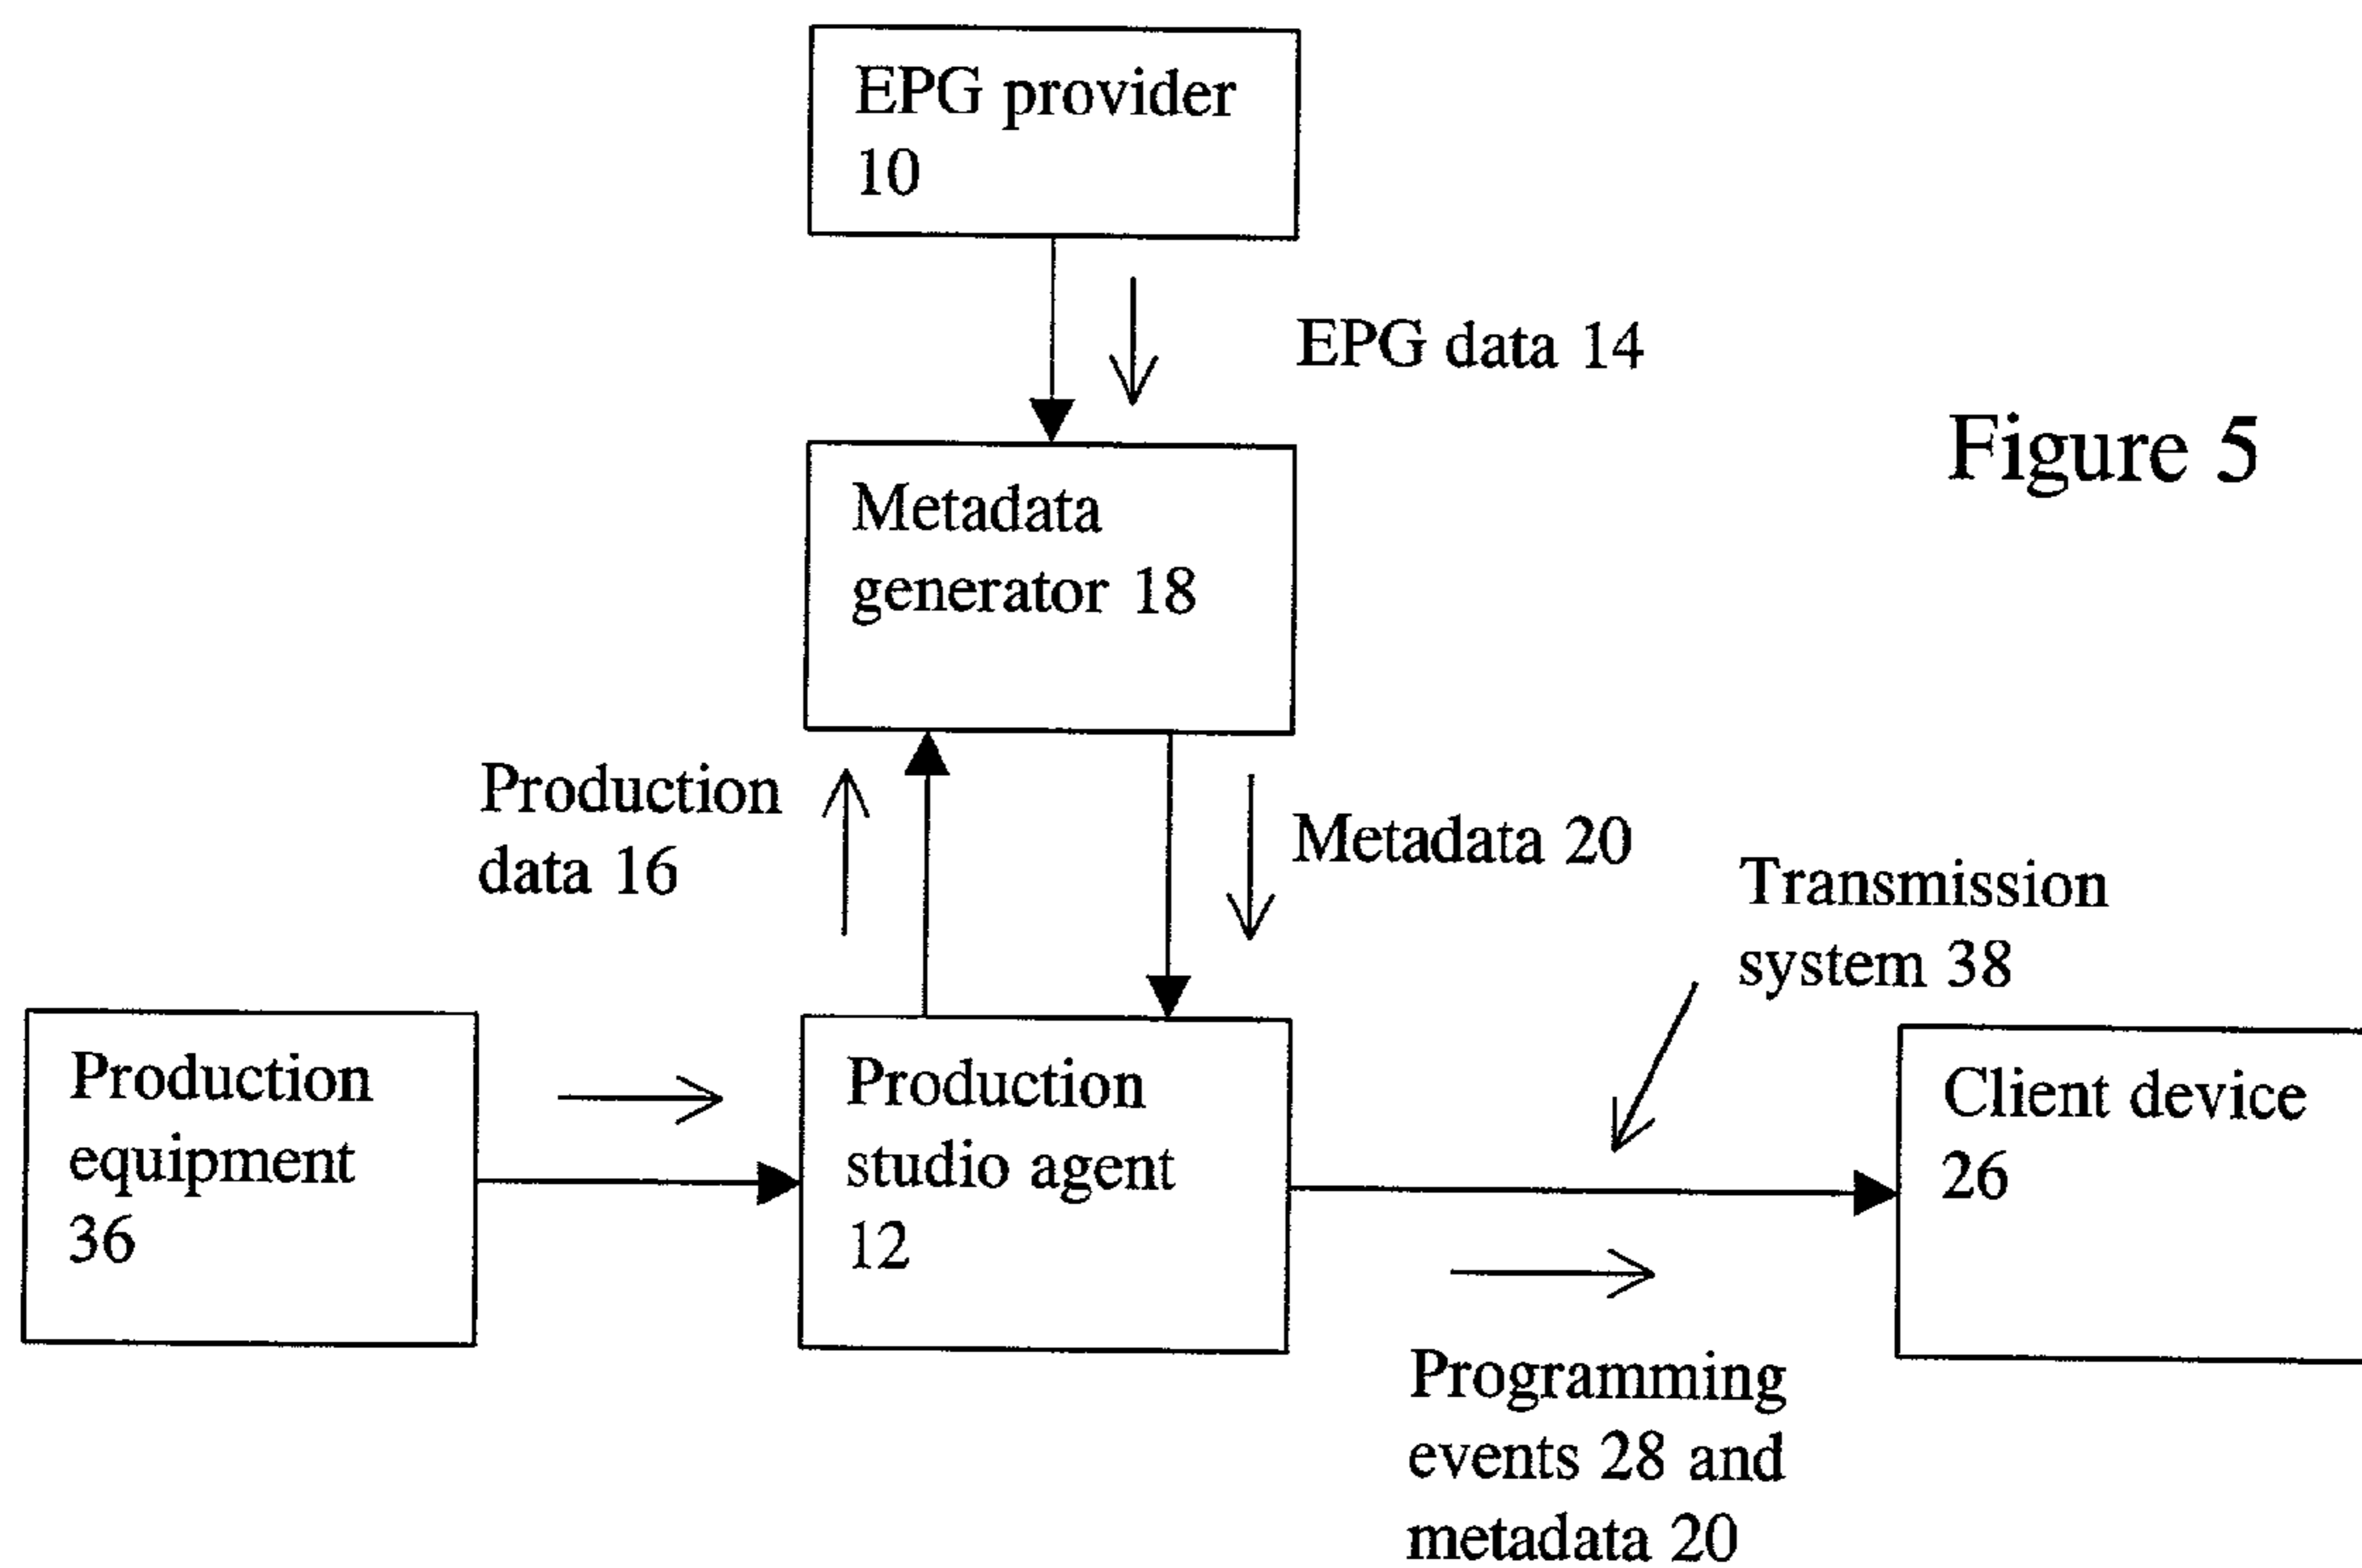 EPG provider
10
EPG data 14
Figure 5
Metadata
generator 18
Production
data 16
Metadata 20
Transmission
system 38
Production
equipment
36
Production
studio agent
12
Client device
26
Programming
events 28 and
metadata 20